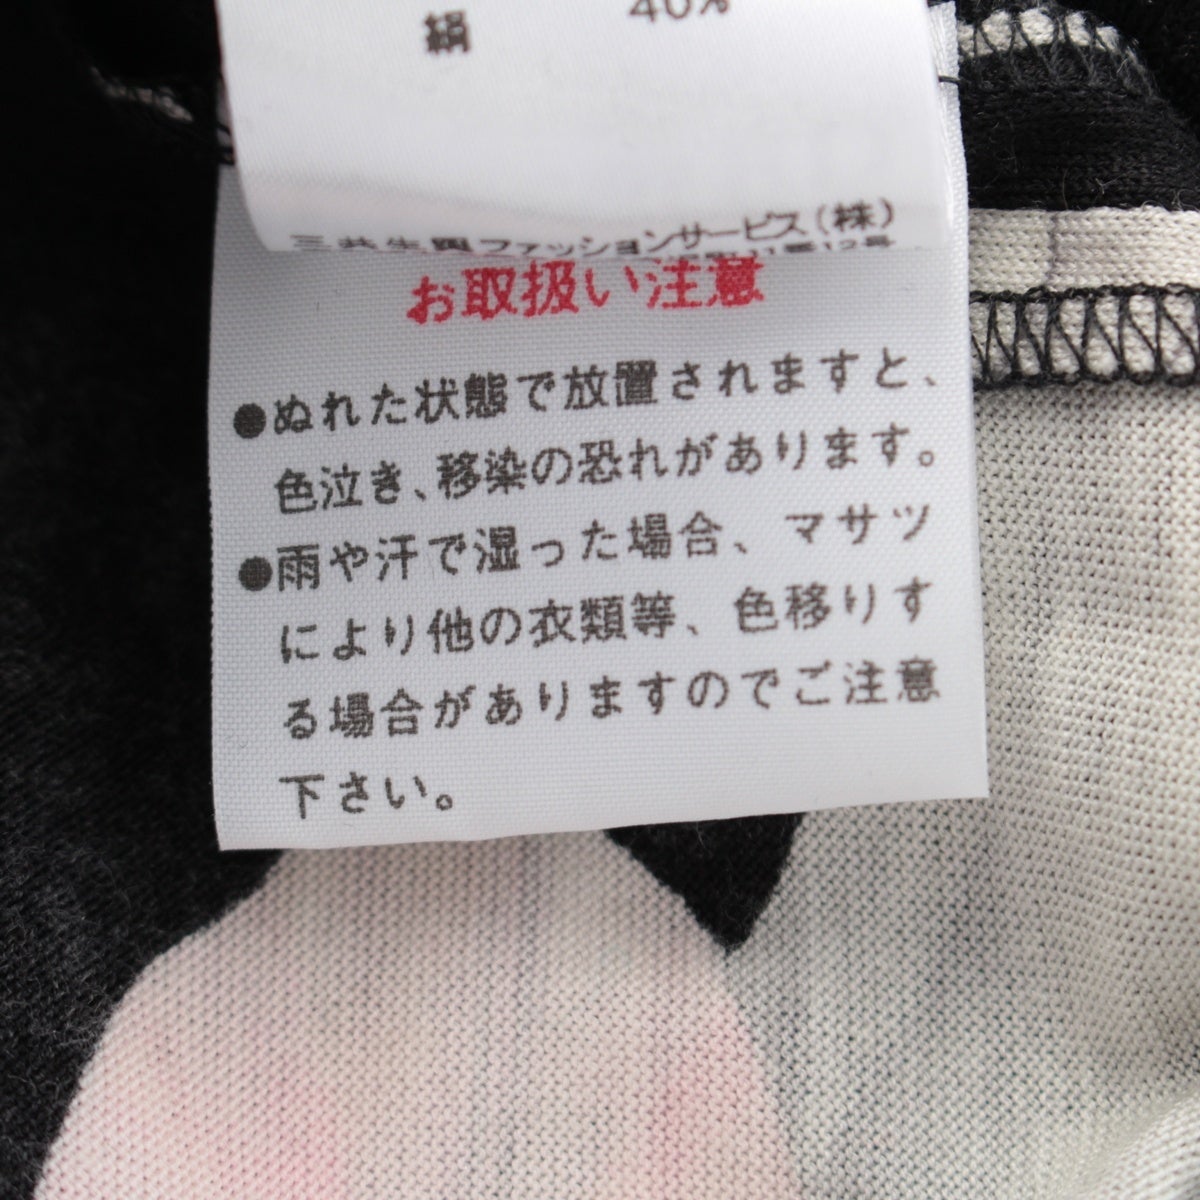 絹 40%
三共生興ファッションサービス(株)
お取扱い注意
●ぬれた状態で放置されますと、
色泣き、移染の恐れがあります。
●雨や汗で湿った場合、マサツ
により他の衣類等、色移りす
る場合がありますのでご注意
下さい。